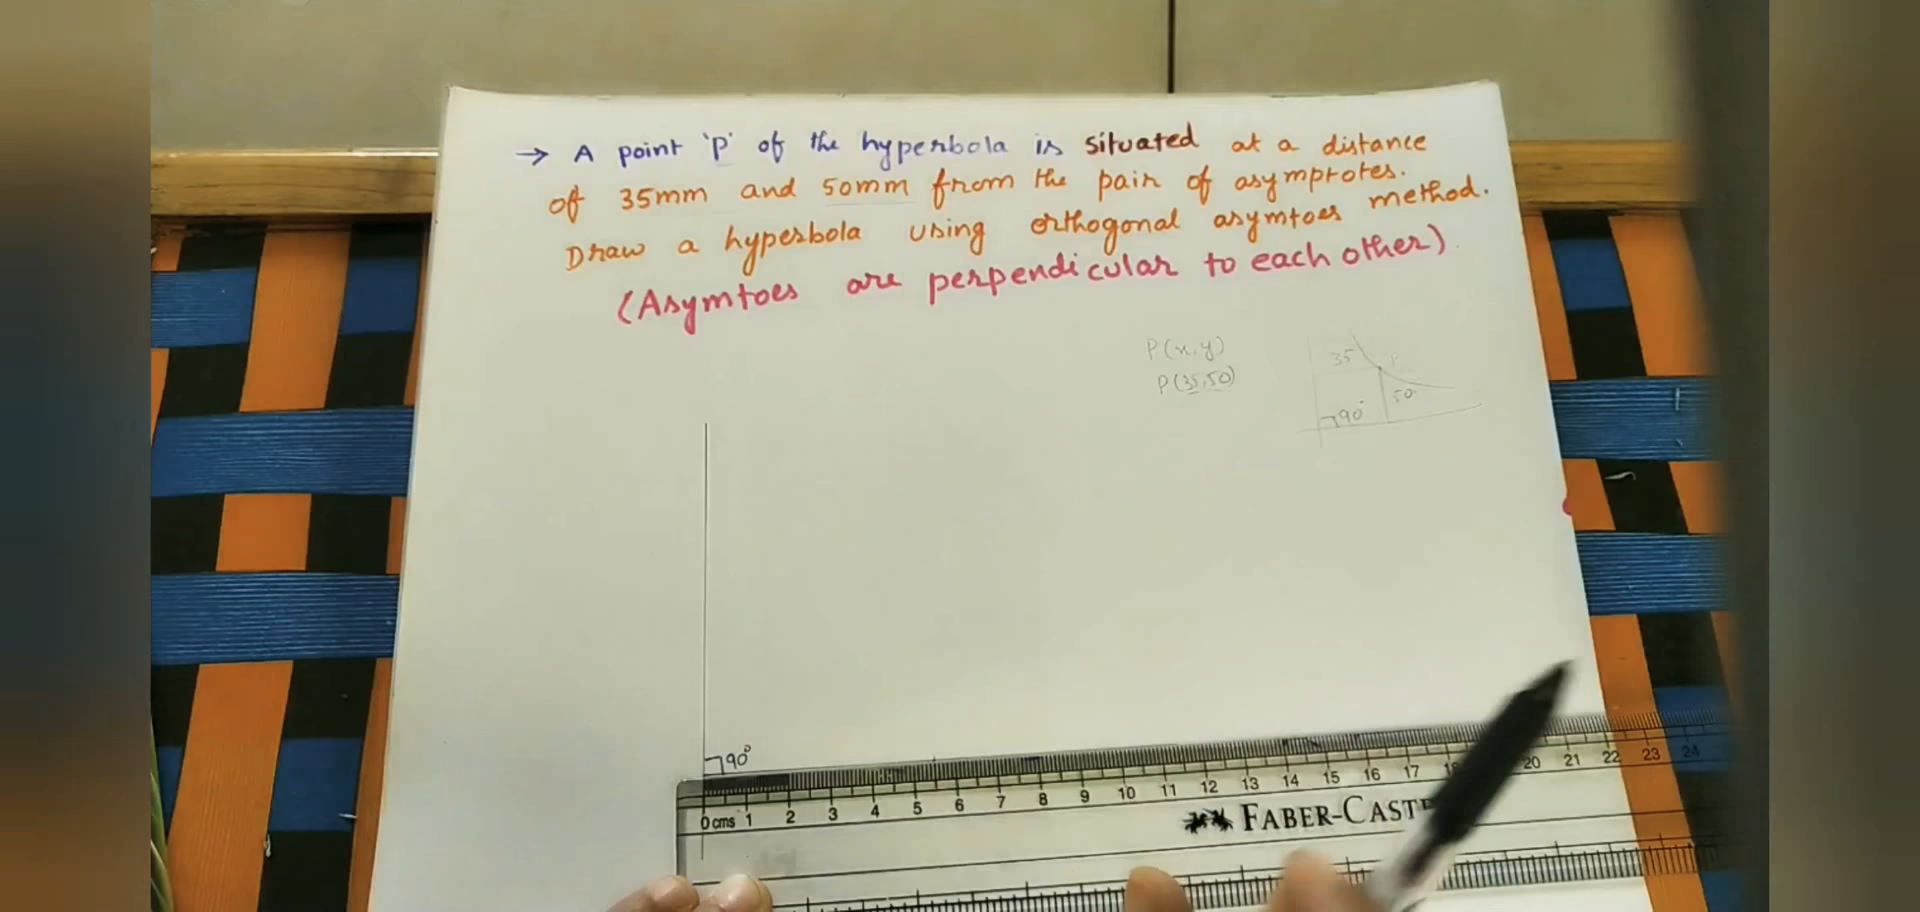 → A point 'p' of the hyperbola is situated at a distance
of 35mm and 50mm from the pair of asymptotes.
Draw a hyperbola using orthogonal asymtoes method.
(Asymtoes are perpendicular to each other)
P(x,y)
P(35,50)
35 P
50
90°
90°
0 cms 1 2 3 4 5 6 7 8 9 10 11 12 13 14 15 16 17 20 21 22 23 24
FABER-CAST